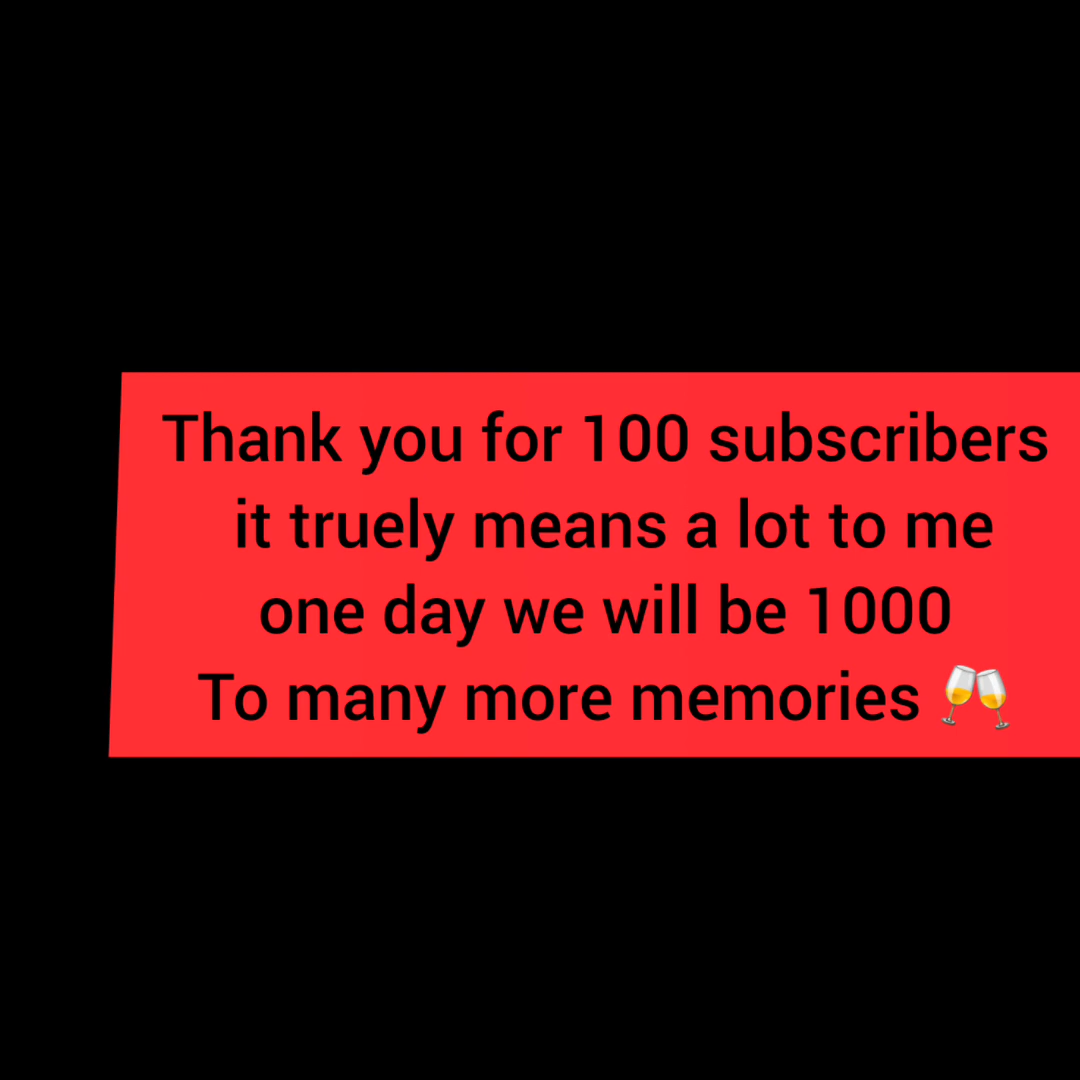 Thank you for 100 subscribers
it truely means a lot to me
one day we will be 1000
To many more memories 🥂